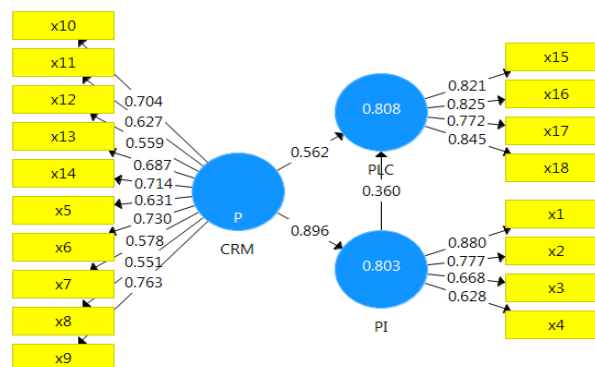 x10
x11
x12
x13
x14
x5
x6
x7
x8
x9
0.704
0.627
0.559
0.687
0.714
0.631
0.730
0.578
0.551
0.763
P
CRM
0.562
0.896
0.808
PLC
0.360
0.803
PI
0.821
0.825
0.772
0.845
x15
x16
x17
x18
0.880
0.777
0.668
0.628
x1
x2
x3
x4